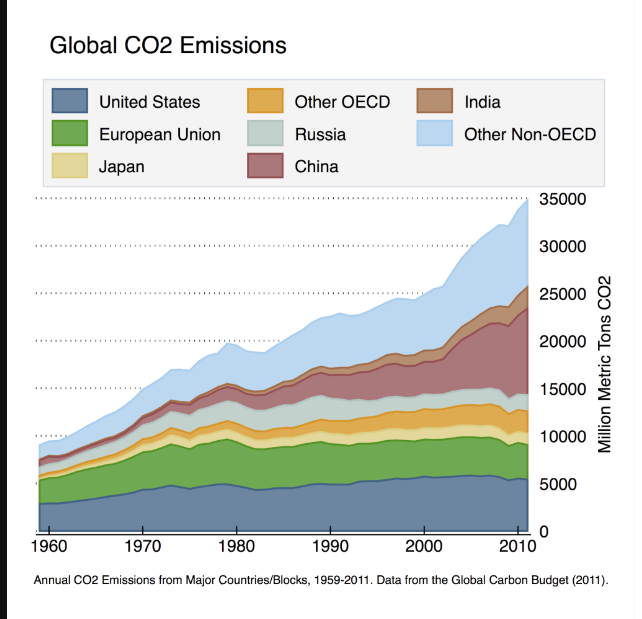 Global CO2 Emissions
United States
Other OECD
India
European Union
Russia
Other Non-OECD
Japan
China
35000
30000
25000
20000
15000
10000
5000
0
Million Metric Tons CO2
1960 1970 1980 1990 2000 2010
Annual CO2 Emissions from Major Countries/Blocks, 1959-2011. Data from the Global Carbon Budget (2011).